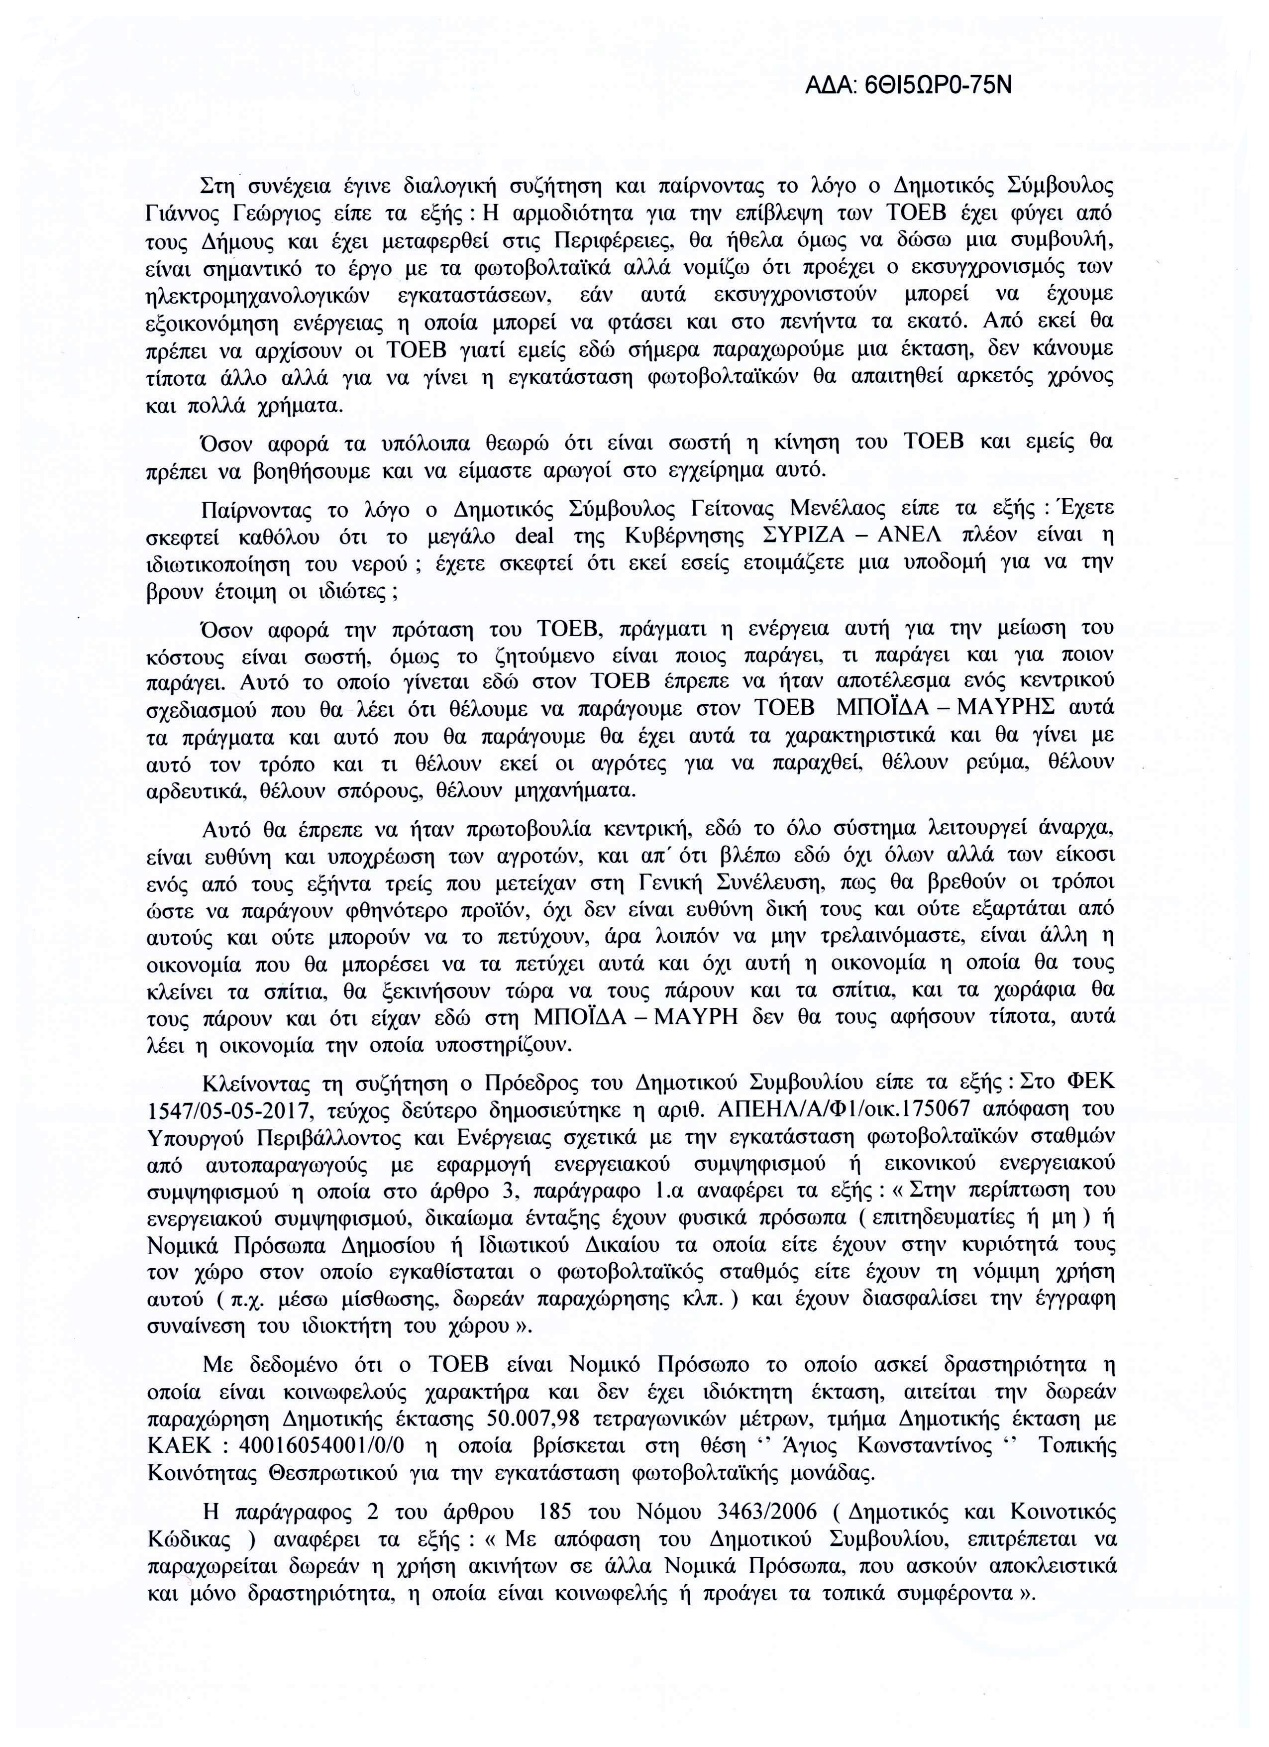 ΑΔΑ: 6ΘΙ5ΩΡ0-75Ν
Στη συνέχεια έγινε διαλογική συζήτηση και παίρνοντας το λόγο ο Δημοτικός Σύμβουλος
Γιάννος Γεώργιος είπε τα εξής : Η αρμοδιότητα για την επίβλεψη των ΤΟΕΒ έχει φύγει από
τους Δήμους και έχει μεταφερθεί στις Περιφέρειες, θα ήθελα όμως να δώσω μια συμβουλή,
είναι σημαντικό το έργο με τα φωτοβολταϊκά αλλά νομίζω ότι προέχει ο εκσυγχρονισμός των
ηλεκτρομηχανολογικών εγκαταστάσεων, εάν αυτά εκσυγχρονιστούν μπορεί να έχουμε
εξοικονόμηση ενέργειας η οποία μπορεί να φτάσει και στο πενήντα τα εκατό. Από εκεί θα
πρέπει να αρχίσουν οι ΤΟΕΒ γιατί εμείς εδώ σήμερα παραχωρούμε μια έκταση, δεν κάνουμε
τίποτα άλλο αλλά για να γίνει η εγκατάσταση φωτοβολταϊκών θα απαιτηθεί αρκετός χρόνος
και πολλά χρήματα.
Όσον αφορά τα υπόλοιπα θεωρώ ότι είναι σωστή η κίνηση του ΤΟΕΒ και εμείς θα
πρέπει να βοηθήσουμε και να είμαστε αρωγοί στο εγχείρημα αυτό.
Παίρνοντας το λόγο ο Δημοτικός Σύμβουλος Γείτονας Μενέλαος είπε τα εξής : Έχετε
σκεφτεί καθόλου ότι το μεγάλο deal της Κυβέρνησης ΣΥΡΙΖΑ – ΑΝΕΛ πλέον είναι η
ιδιωτικοποίηση του νερού ; έχετε σκεφτεί ότι εκεί εσείς ετοιμάζετε μια υποδομή για να την
βρουν έτοιμη οι ιδιώτες ;
Όσον αφορά την πρόταση του ΤΟΕΒ, πράγματι η ενέργεια αυτή για την μείωση του
κόστους είναι σωστή, όμως το ζητούμενο είναι ποιος παράγει, τι παράγει και για ποιον
παράγει. Αυτό το οποίο γίνεται εδώ στον ΤΟΕΒ έπρεπε να ήταν αποτέλεσμα ενός κεντρικού
σχεδιασμού που θα λέει ότι θέλουμε να παράγουμε στον ΤΟΕΒ ΜΠΟΪΔΑ – ΜΑΥΡΗΣ αυτά
τα πράγματα και αυτό που θα παράγουμε θα έχει αυτά τα χαρακτηριστικά και θα γίνει με
αυτό τον τρόπο και τι θέλουν εκεί οι αγρότες για να παραχθεί, θέλουν ρεύμα, θέλουν
αρδευτικά, θέλουν σπόρους, θέλουν μηχανήματα.
Αυτό θα έπρεπε να ήταν πρωτοβουλία κεντρική, εδώ το όλο σύστημα λειτουργεί άναρχα,
είναι ευθύνη και υποχρέωση των αγροτών, και απ΄ ότι βλέπω εδώ όχι όλων αλλά των είκοσι
ενός από τους εξήντα τρείς που μετείχαν στη Γενική Συνέλευση, πως θα βρεθούν οι τρόποι
ώστε να παράγουν φθηνότερο προϊόν, όχι δεν είναι ευθύνη δική τους και ούτε εξαρτάται από
αυτούς και ούτε μπορούν να το πετύχουν, άρα λοιπόν να μην τρελαινόμαστε, είναι άλλη η
οικονομία που θα μπορέσει να τα πετύχει αυτά και όχι αυτή η οικονομία η οποία θα τους
κλείνει τα σπίτια, θα ξεκινήσουν τώρα να τους πάρουν και τα σπίτια, και τα χωράφια θα
τους πάρουν και ότι είχαν εδώ στη ΜΠΟΪΔΑ – ΜΑΥΡΗ δεν θα τους αφήσουν τίποτα, αυτά
λέει η οικονομία την οποία υποστηρίζουν.
Κλείνοντας τη συζήτηση ο Πρόεδρος του Δημοτικού Συμβουλίου είπε τα εξής : Στο ΦΕΚ
1547/05-05-2017, τεύχος δεύτερο δημοσιεύτηκε η αριθ. ΑΠΕΗΛ/Α/Φ1/οικ.175067 απόφαση του
Υπουργού Περιβάλλοντος και Ενέργειας σχετικά με την εγκατάσταση φωτοβολταϊκών σταθμών
από αυτοπαραγωγούς με εφαρμογή ενεργειακού συμψηφισμού ή εικονικού ενεργειακού
συμψηφισμού η οποία στο άρθρο 3, παράγραφο 1.α αναφέρει τα εξής : « Στην περίπτωση του
ενεργειακού συμψηφισμού, δικαίωμα ένταξης έχουν φυσικά πρόσωπα ( επιτηδευματίες ή μη ) ή
Νομικά Πρόσωπα Δημοσίου ή Ιδιωτικού Δικαίου τα οποία είτε έχουν στην κυριότητά τους
τον χώρο στον οποίο εγκαθίσταται ο φωτοβολταϊκός σταθμός είτε έχουν τη νόμιμη χρήση
αυτού ( π.χ. μέσω μίσθωσης, δωρεάν παραχώρησης κλπ. ) και έχουν διασφαλίσει την έγγραφη
συναίνεση του ιδιοκτήτη του χώρου ».
Με δεδομένο ότι ο ΤΟΕΒ είναι Νομικό Πρόσωπο το οποίο ασκεί δραστηριότητα η
οποία είναι κοινωφελούς χαρακτήρα και δεν έχει ιδιόκτητη έκταση, αιτείται την δωρεάν
παραχώρηση Δημοτικής έκτασης 50.007,98 τετραγωνικών μέτρων, τμήμα Δημοτικής έκταση με
ΚΑΕΚ : 40016054001/0/0 η οποία βρίσκεται στη θέση ‘’ Άγιος Κωνσταντίνος ‘’ Τοπικής
Κοινότητας Θεσπρωτικού για την εγκατάσταση φωτοβολταϊκής μονάδας.
Η παράγραφος 2 του άρθρου 185 του Νόμου 3463/2006 ( Δημοτικός και Κοινοτικός
Κώδικας ) αναφέρει τα εξής : « Με απόφαση του Δημοτικού Συμβουλίου, επιτρέπεται να
παραχωρείται δωρεάν η χρήση ακινήτων σε άλλα Νομικά Πρόσωπα, που ασκούν αποκλειστικά
και μόνο δραστηριότητα, η οποία είναι κοινωφελής ή προάγει τα τοπικά συμφέροντα ».